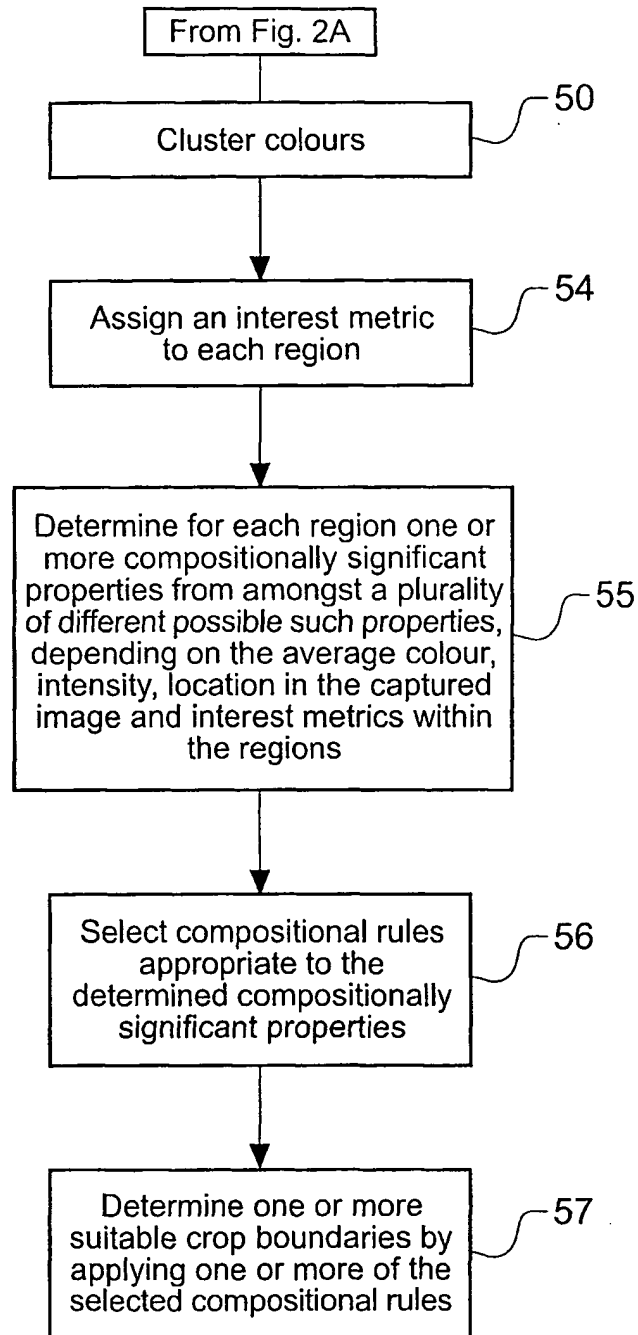 From Fig. 2A
50
Cluster colours
54
Assign an interest metric
to each region
Determine for each region one or
more compositionally significant
properties from amongst a plurality
of different possible such properties,
depending on the average colour,
intensity, location in the captured
image and interest metrics within
the regions
55
Select compositional rules
appropriate to the
determined compositionally
significant properties
56
Determine one or more
suitable crop boundaries by
applying one or more of the
selected compositional rules
57